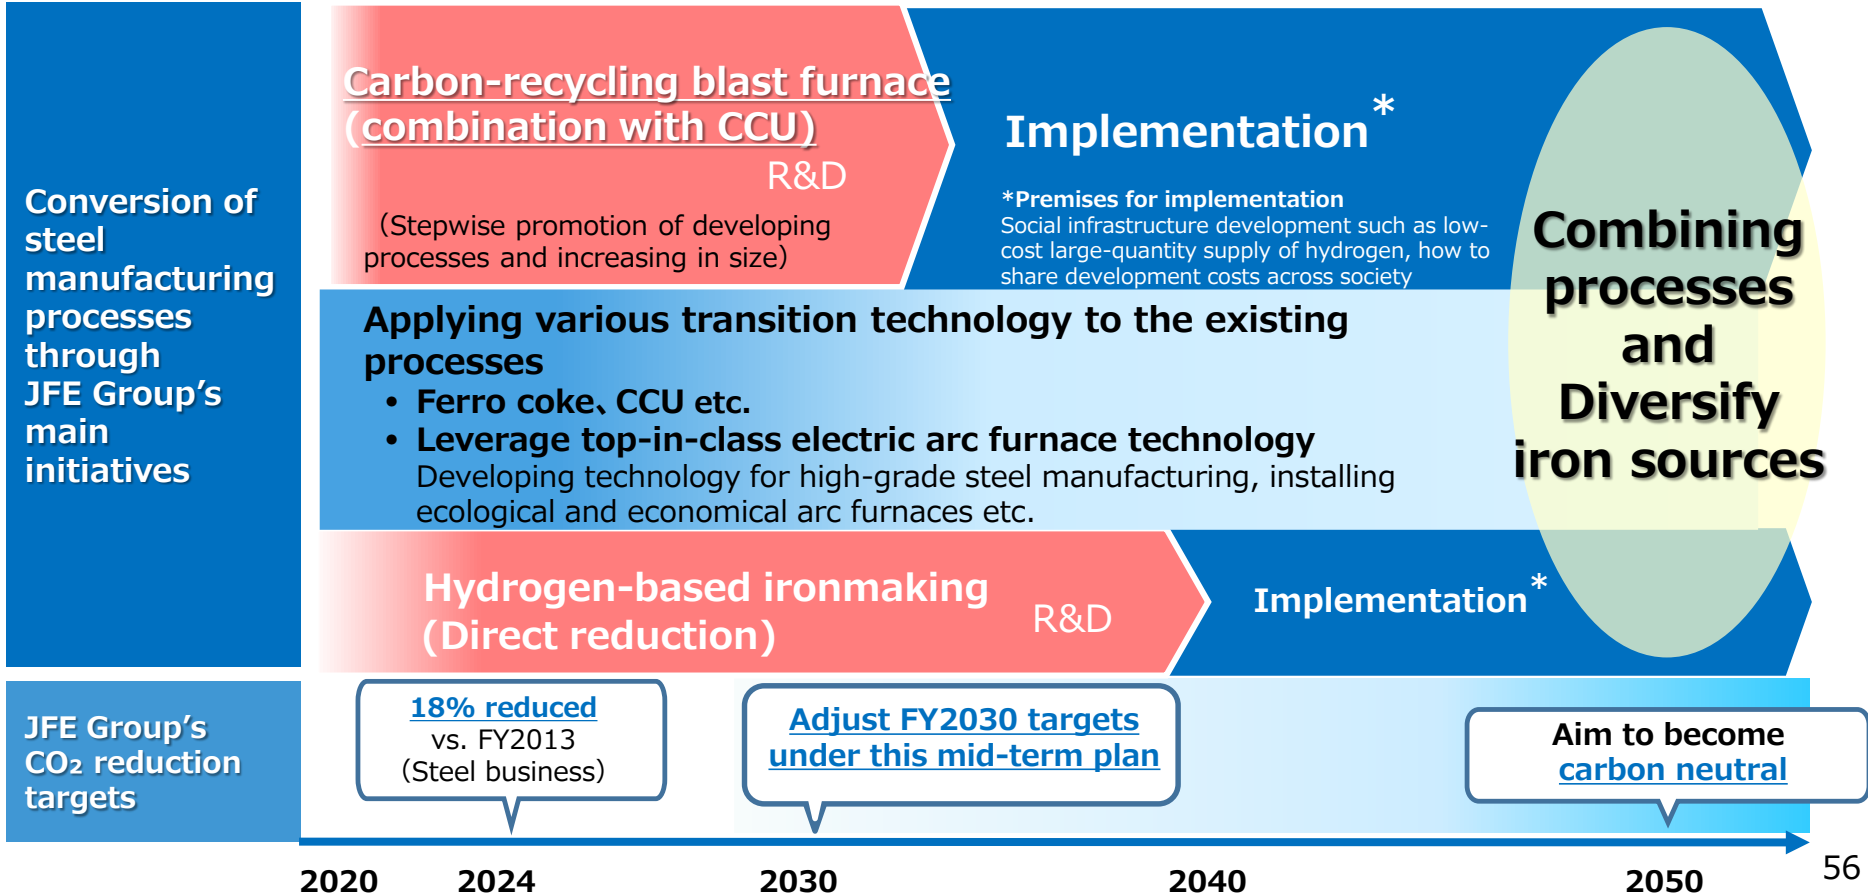 Conversion of
steel
manufacturing
processes
through
JFE Group’s
main
initiatives
Carbon-recycling blast furnace
(combination with CCU)
R&D
（Stepwise promotion of developing
processes and increasing in size）
Implementation*
*Premises for implementation
Social infrastructure development such as low-
cost large-quantity supply of hydrogen, how to
share development costs across society
Applying various transition technology to the existing
processes
• Ferro coke、CCU etc.
• Leverage top-in-class electric arc furnace technology
Developing technology for high-grade steel manufacturing, installing
ecological and economical arc furnaces etc.
Hydrogen-based ironmaking
(Direct reduction)
R&D
Implementation*
Combining
processes
and
Diversify
iron sources
JFE Group’s
CO₂ reduction
targets
18% reduced
vs. FY2013
（Steel business）
Adjust FY2030 targets
under this mid-term plan
Aim to become
carbon neutral
2020 2024 2030 2040 2050
56